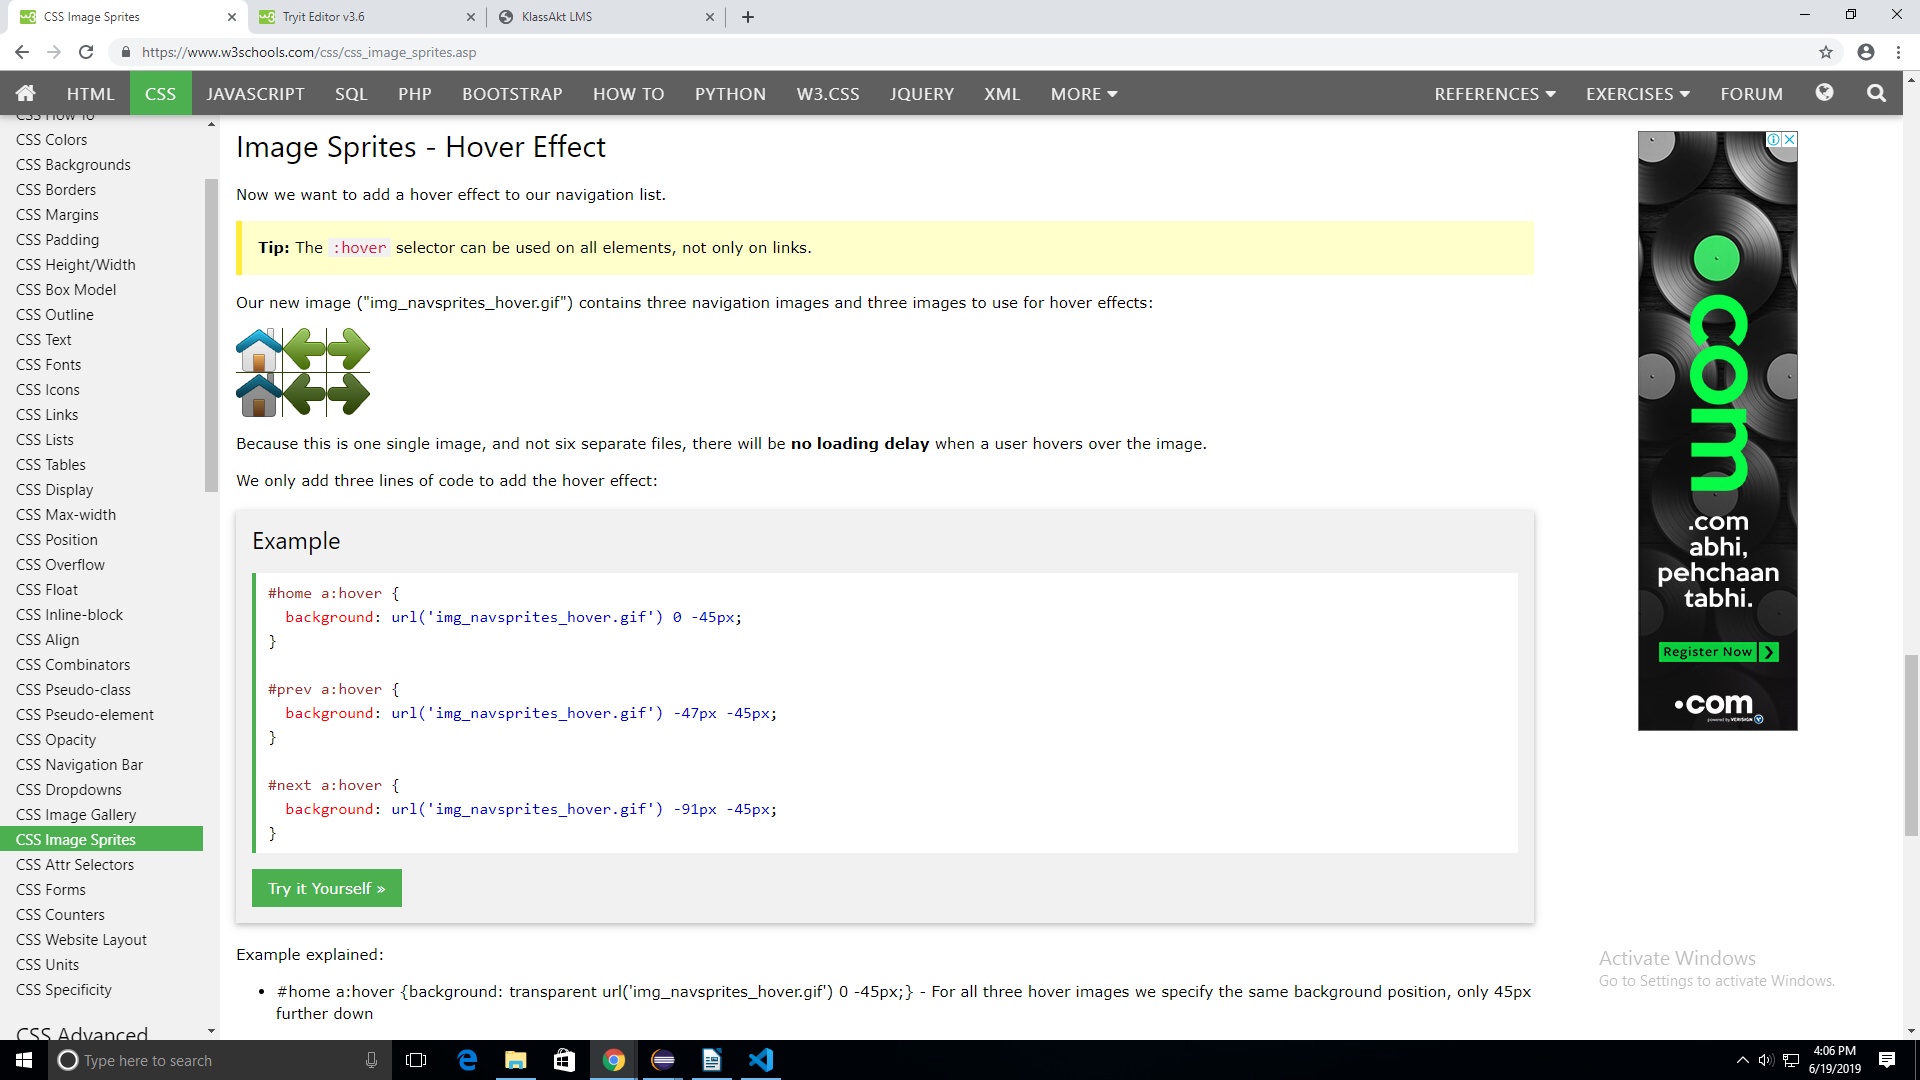 CSS Image Sprites
Tryit Editor v3.6
KlassAkt LMS
https://www.w3schools.com/css/css_image_sprites.asp
HTML CSS JAVASCRIPT SQL PHP BOOTSTRAP HOW TO PYTHON W3.CSS JQUERY XML MORE REFERENCES EXERCISES FORUM
CSS How To
CSS Colors
CSS Backgrounds
CSS Borders
CSS Margins
CSS Padding
CSS Height/Width
CSS Box Model
CSS Outline
CSS Text
CSS Fonts
CSS Icons
CSS Links
CSS Lists
CSS Tables
CSS Display
CSS Max-width
CSS Position
CSS Overflow
CSS Float
CSS Inline-block
CSS Align
CSS Combinators
CSS Pseudo-class
CSS Pseudo-element
CSS Opacity
CSS Navigation Bar
CSS Dropdowns
CSS Image Gallery
CSS Image Sprites
CSS Attr Selectors
CSS Forms
CSS Counters
CSS Website Layout
CSS Units
CSS Specificity
CSS Advanced
Image Sprites - Hover Effect
Now we want to add a hover effect to our navigation list.
Tip: The :hover selector can be used on all elements, not only on links.
Our new image ("img_navsprites_hover.gif") contains three navigation images and three images to use for hover effects:
Because this is one single image, and not six separate files, there will be no loading delay when a user hovers over the image.
We only add three lines of code to add the hover effect:
Example
#home a:hover {
background: url('img_navsprites_hover.gif') 0 -45px;
}
#prev a:hover {
background: url('img_navsprites_hover.gif') -47px -45px;
}
#next a:hover {
background: url('img_navsprites_hover.gif') -91px -45px;
}
Try it Yourself »
Example explained:
• #home a:hover {background: transparent url('img_navsprites_hover.gif') 0 -45px;} - For all three hover images we specify the same background position, only 45px
further down
.com
.com
abhi,
pehchaan
tabhi.
Register Now
.com
powered by VERISIGN
Activate Windows
Go to Settings to activate Windows.
Type here to search
4:06 PM
6/19/2019